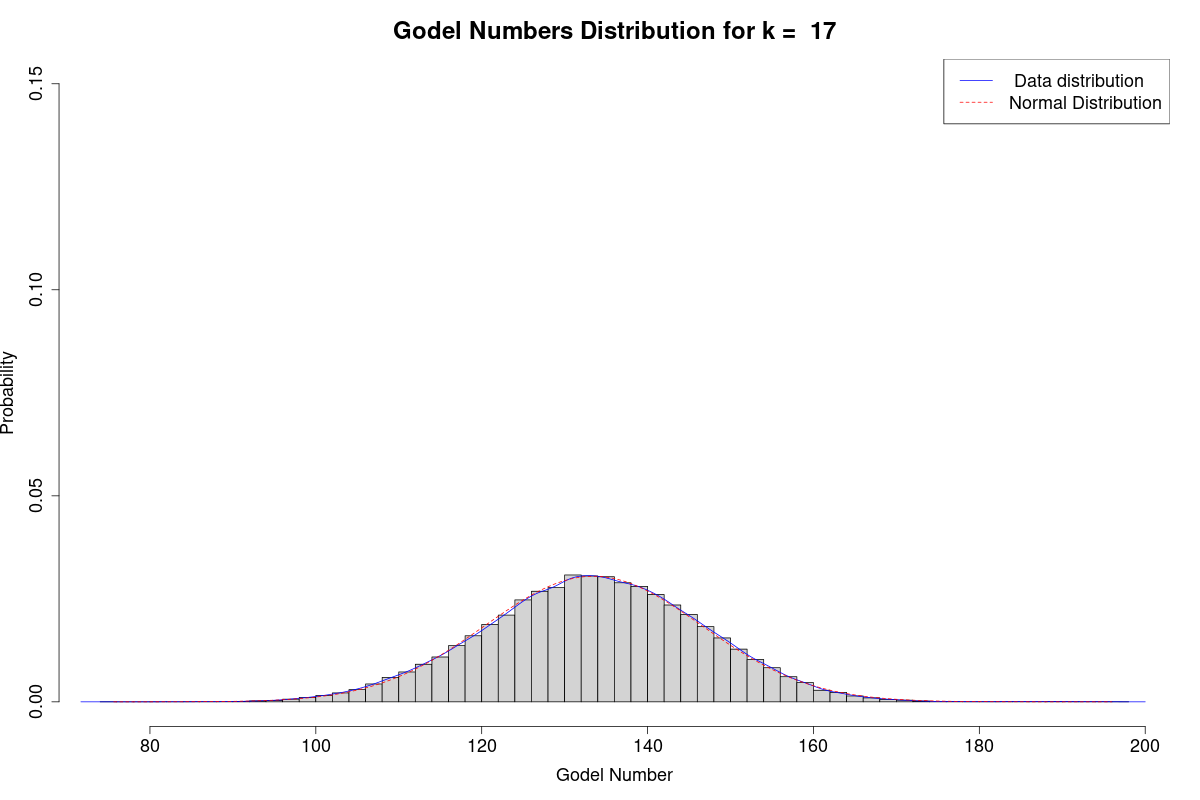 Godel Numbers Distribution for k =  17
Data distribution
Normal Distribution
0.15
0.10
0.05
0.00
Probability
80 100 120 140 160 180 200
Godel Number